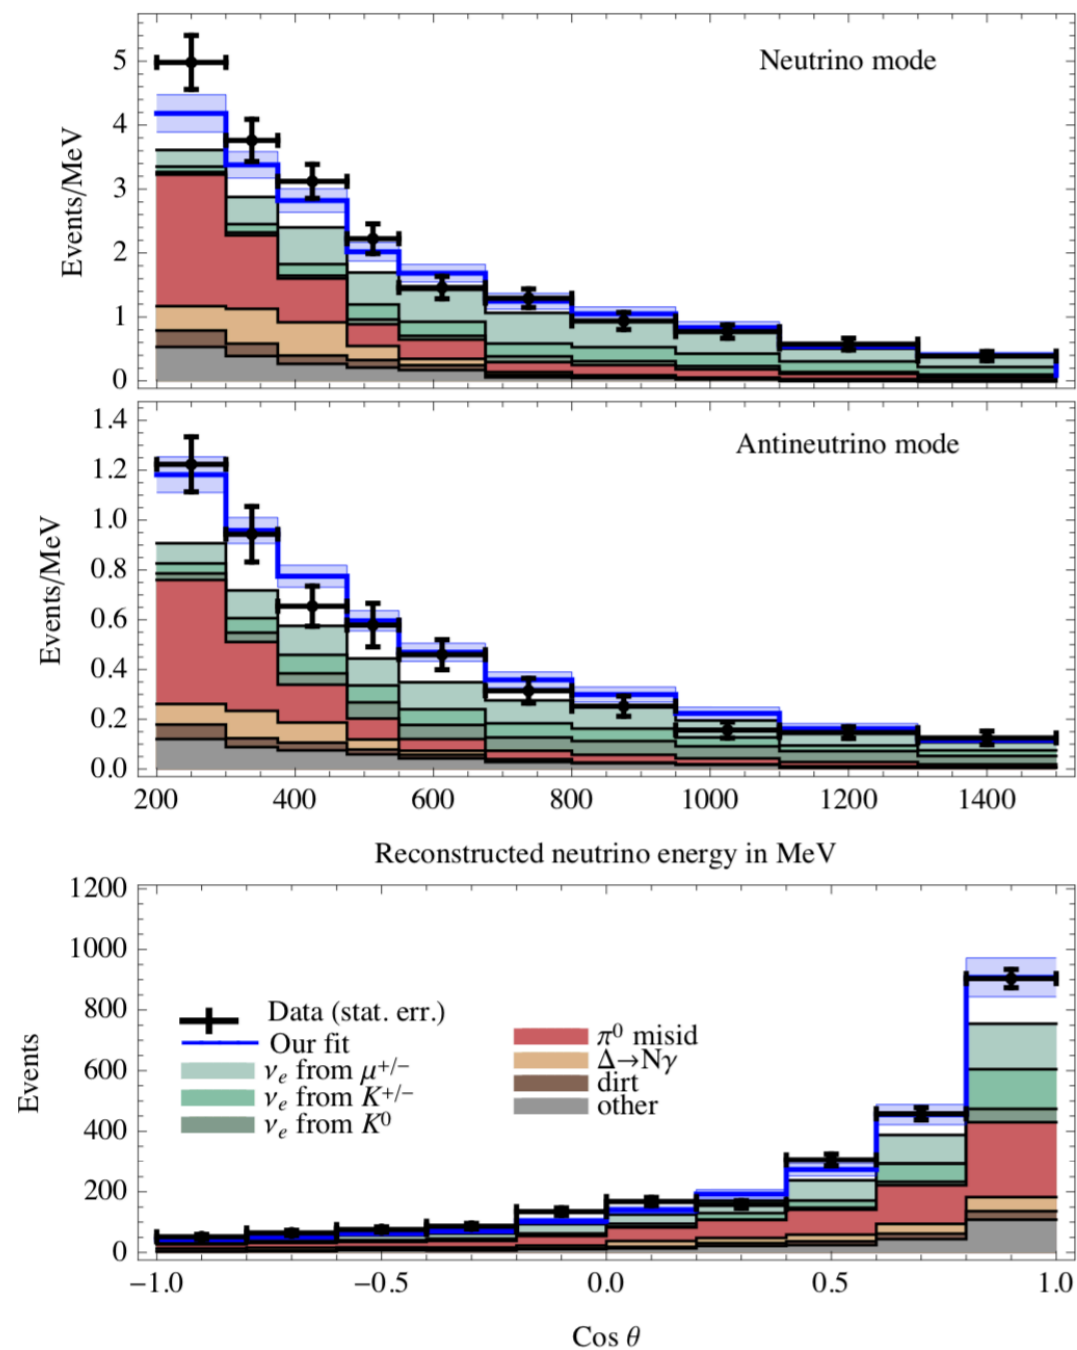 Neutrino mode
Events/MeV
5
4
3
2
1
0
Antineutrino mode
Events/MeV
1.4
1.2
1.0
0.8
0.6
0.4
0.2
0.0
200 400 600 800 1000 1200 1400
Reconstructed neutrino energy in MeV
Events
1200
1000
800
600
400
200
0
Data (stat. err.)
Our fit
νe from μ+/−
νe from K+/−
νe from K0
π0 misid
Δ→Nγ
dirt
other
−1.0 −0.5 0.0 0.5 1.0
Cos θ